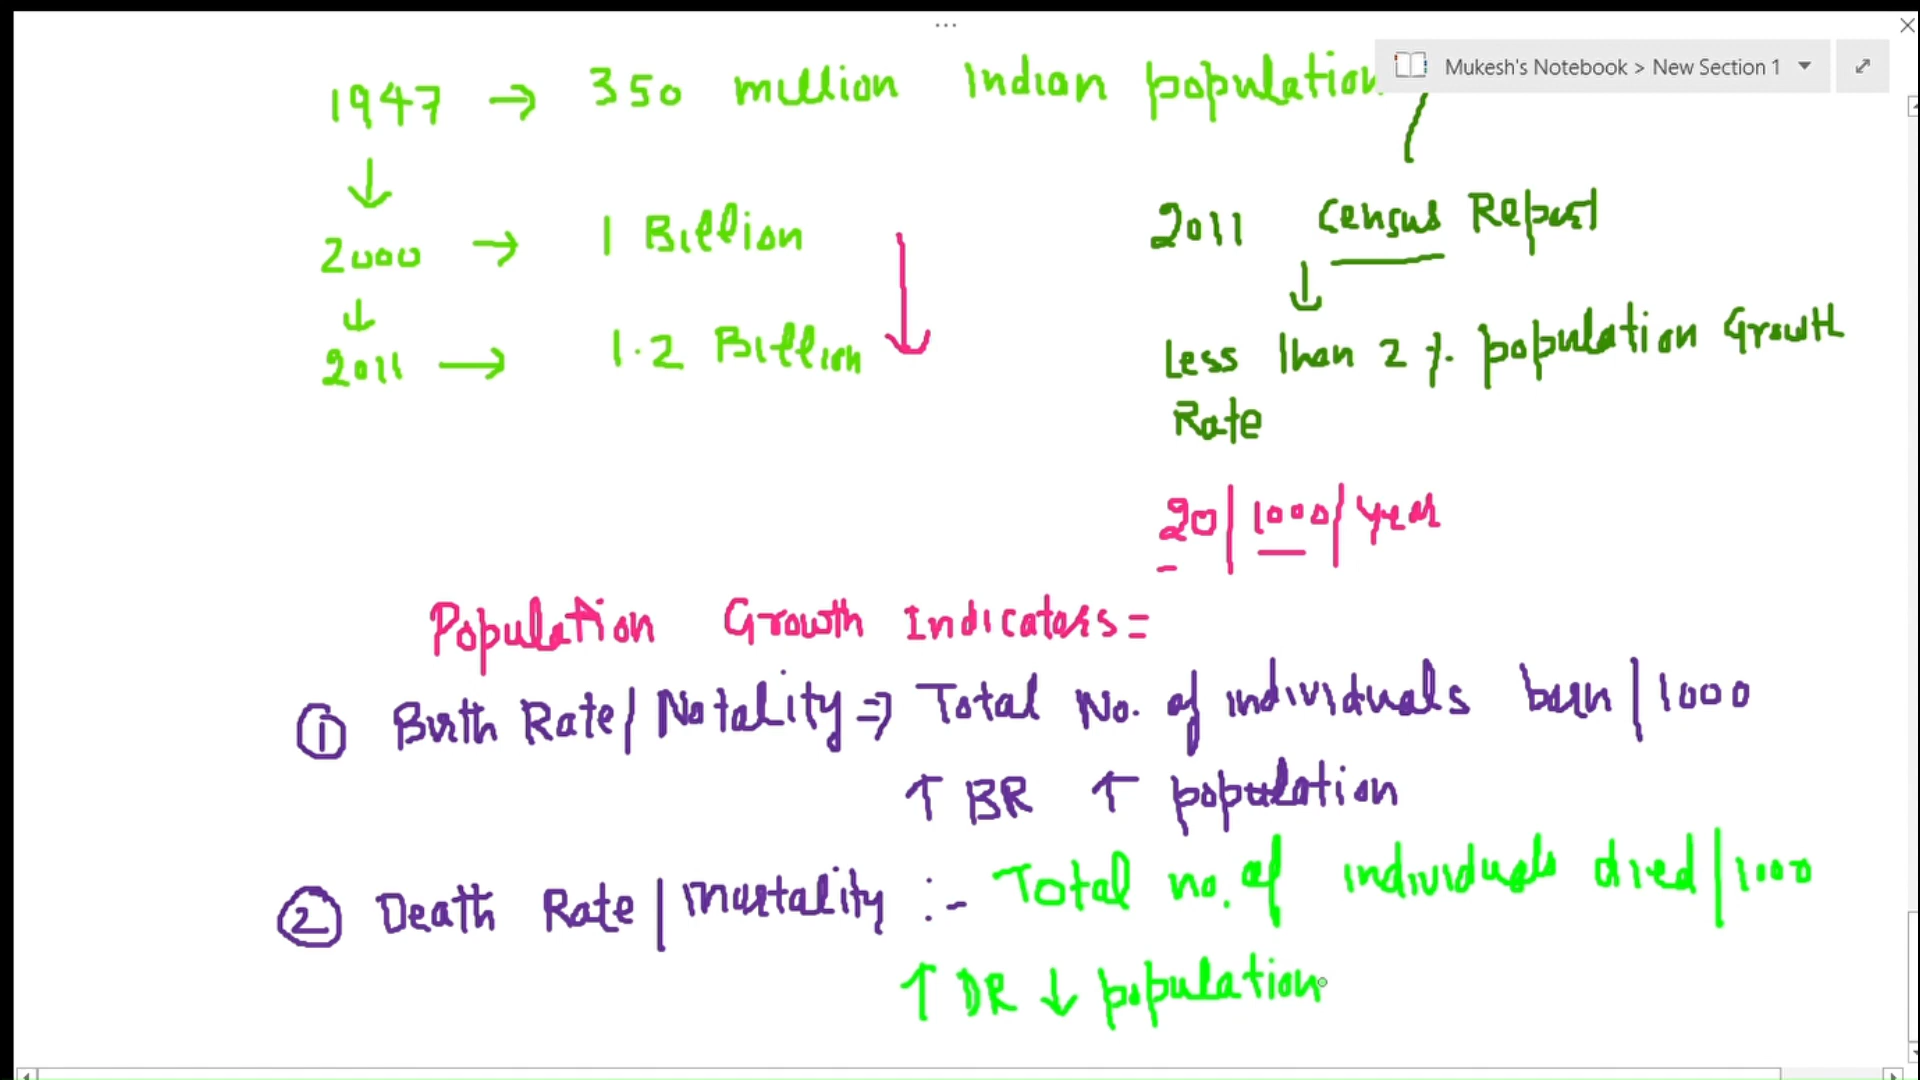 Mukesh's Notebook > New Section 1
1947 → 350 million Indian population
↓
2000 → 1 Billion
↓
2011 → 1.2 Billion
2011 Census Report
↓
Less than 2 %. population Growth
Rate
20 | 1000 | year
Population Growth Indicators =
① Birth Rate / Natality ⇒ Total No. of individuals born | 1000
↑ BR ↑ population
② Death Rate | mortality :- Total no. of individuals died | 1000
↑ DR ↓ population